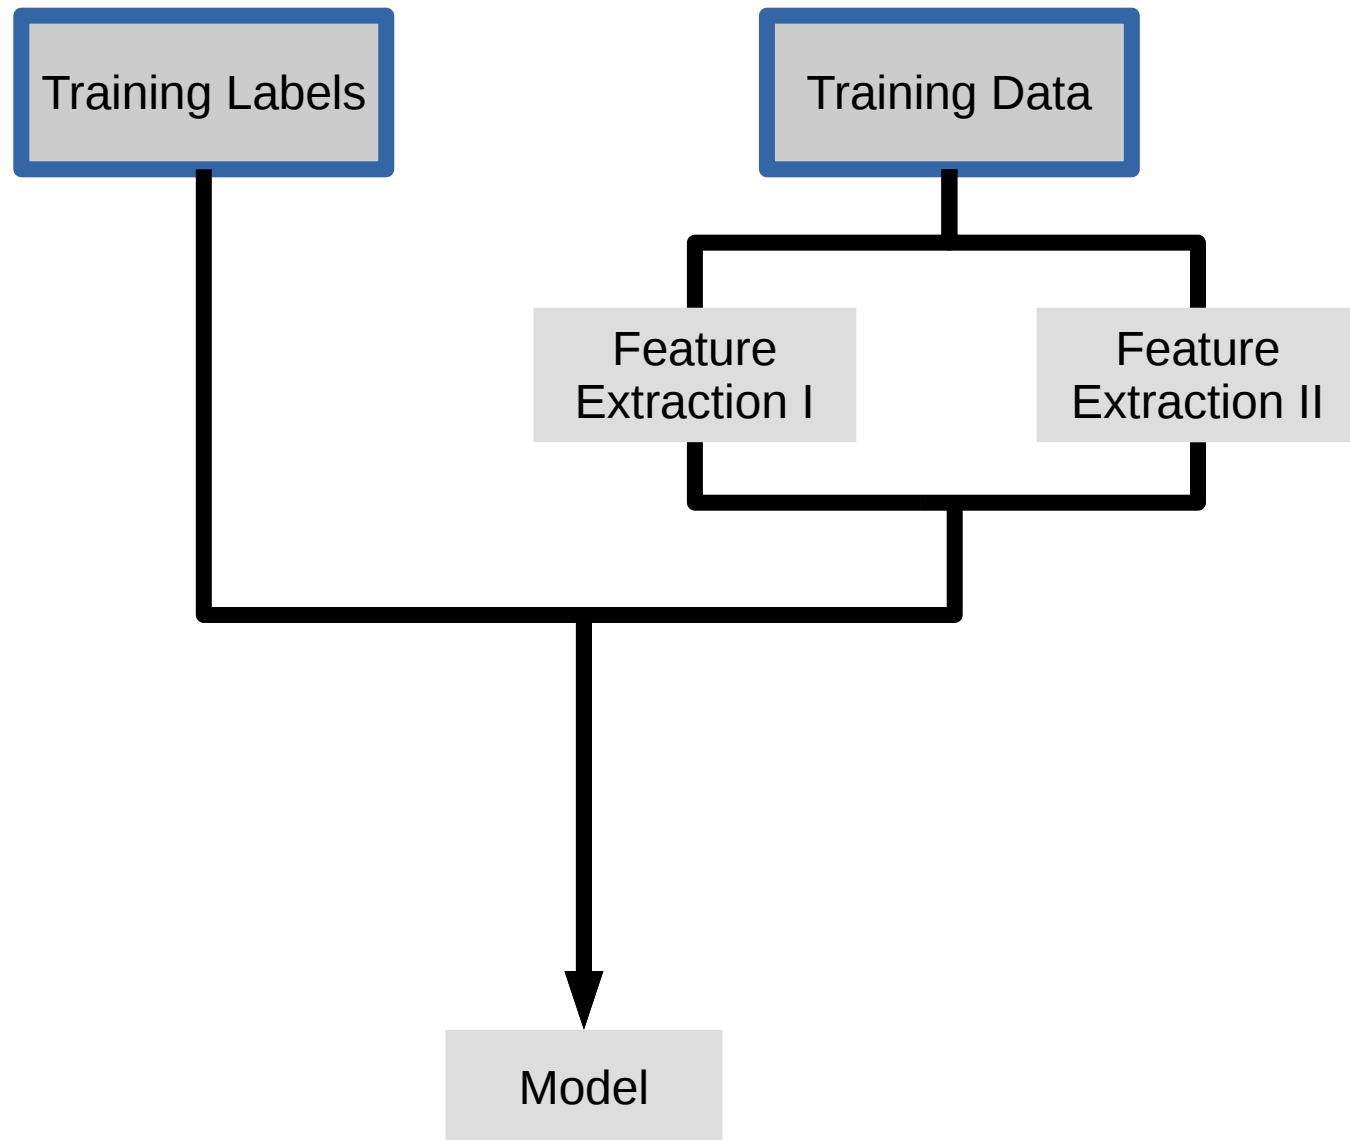 Training Labels
Training Data
Feature
Extraction I
Feature
Extraction II
Model